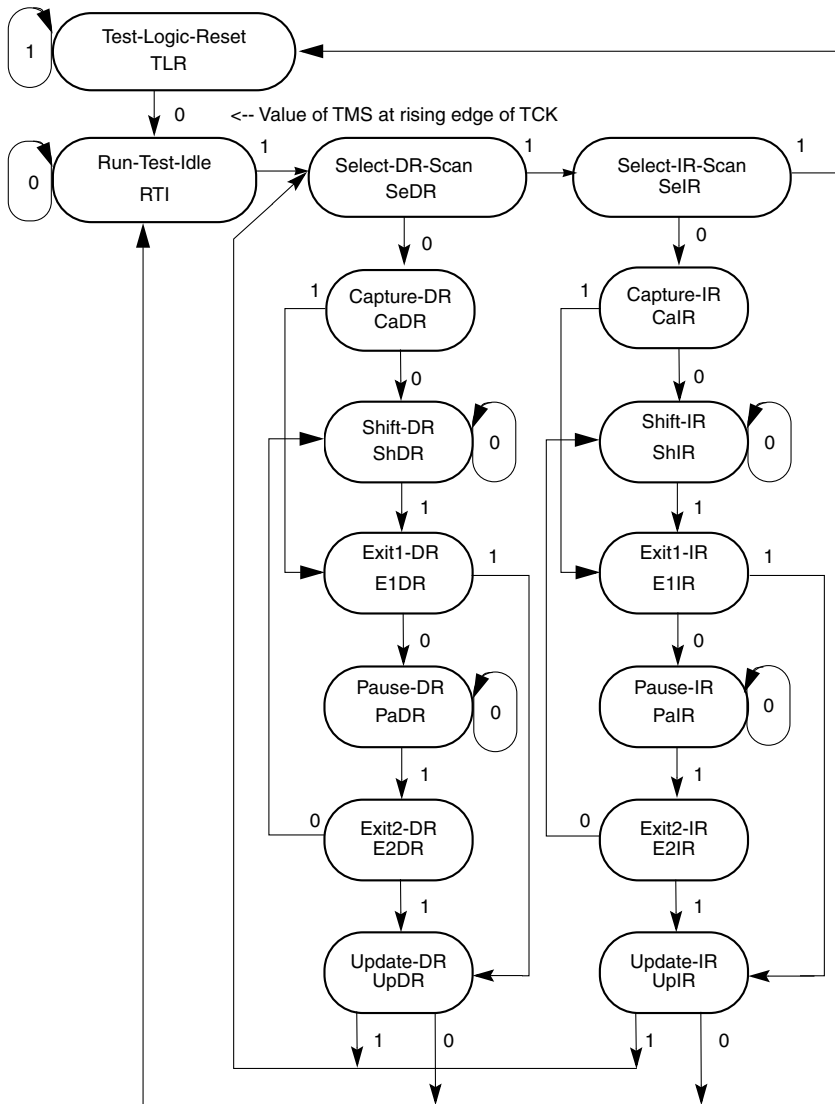 Test-Logic-Reset
TLR
1
0
<-- Value of TMS at rising edge of TCK
Run-Test-Idle
RTI
0
1
Select-DR-Scan
SeDR
1
Select-IR-Scan
SeIR
1
0
0
1
Capture-DR
CaDR
1
Capture-IR
CaIR
0
0
Shift-DR
ShDR
0
Shift-IR
ShIR
0
1
1
Exit1-DR
E1DR
1
Exit1-IR
E1IR
1
0
0
Pause-DR
PaDR
0
Pause-IR
PaIR
0
1
1
0
Exit2-DR
E2DR
0
Exit2-IR
E2IR
1
1
Update-DR
UpDR
Update-IR
UpIR
1
0
1
0